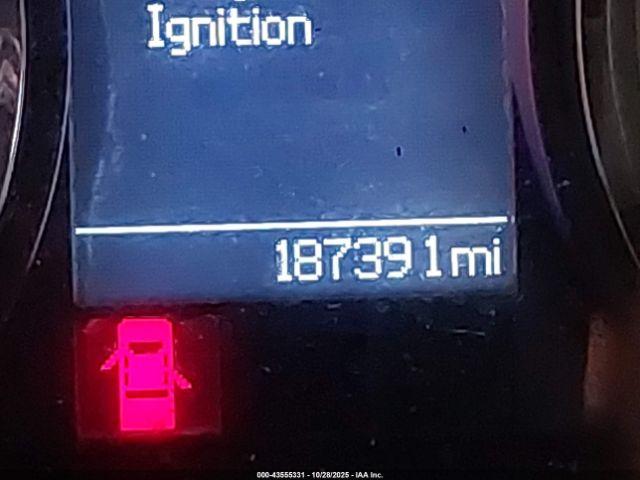 Ignition
187391 mi
000-43555331 - 10/28/2025 - IAA Inc.